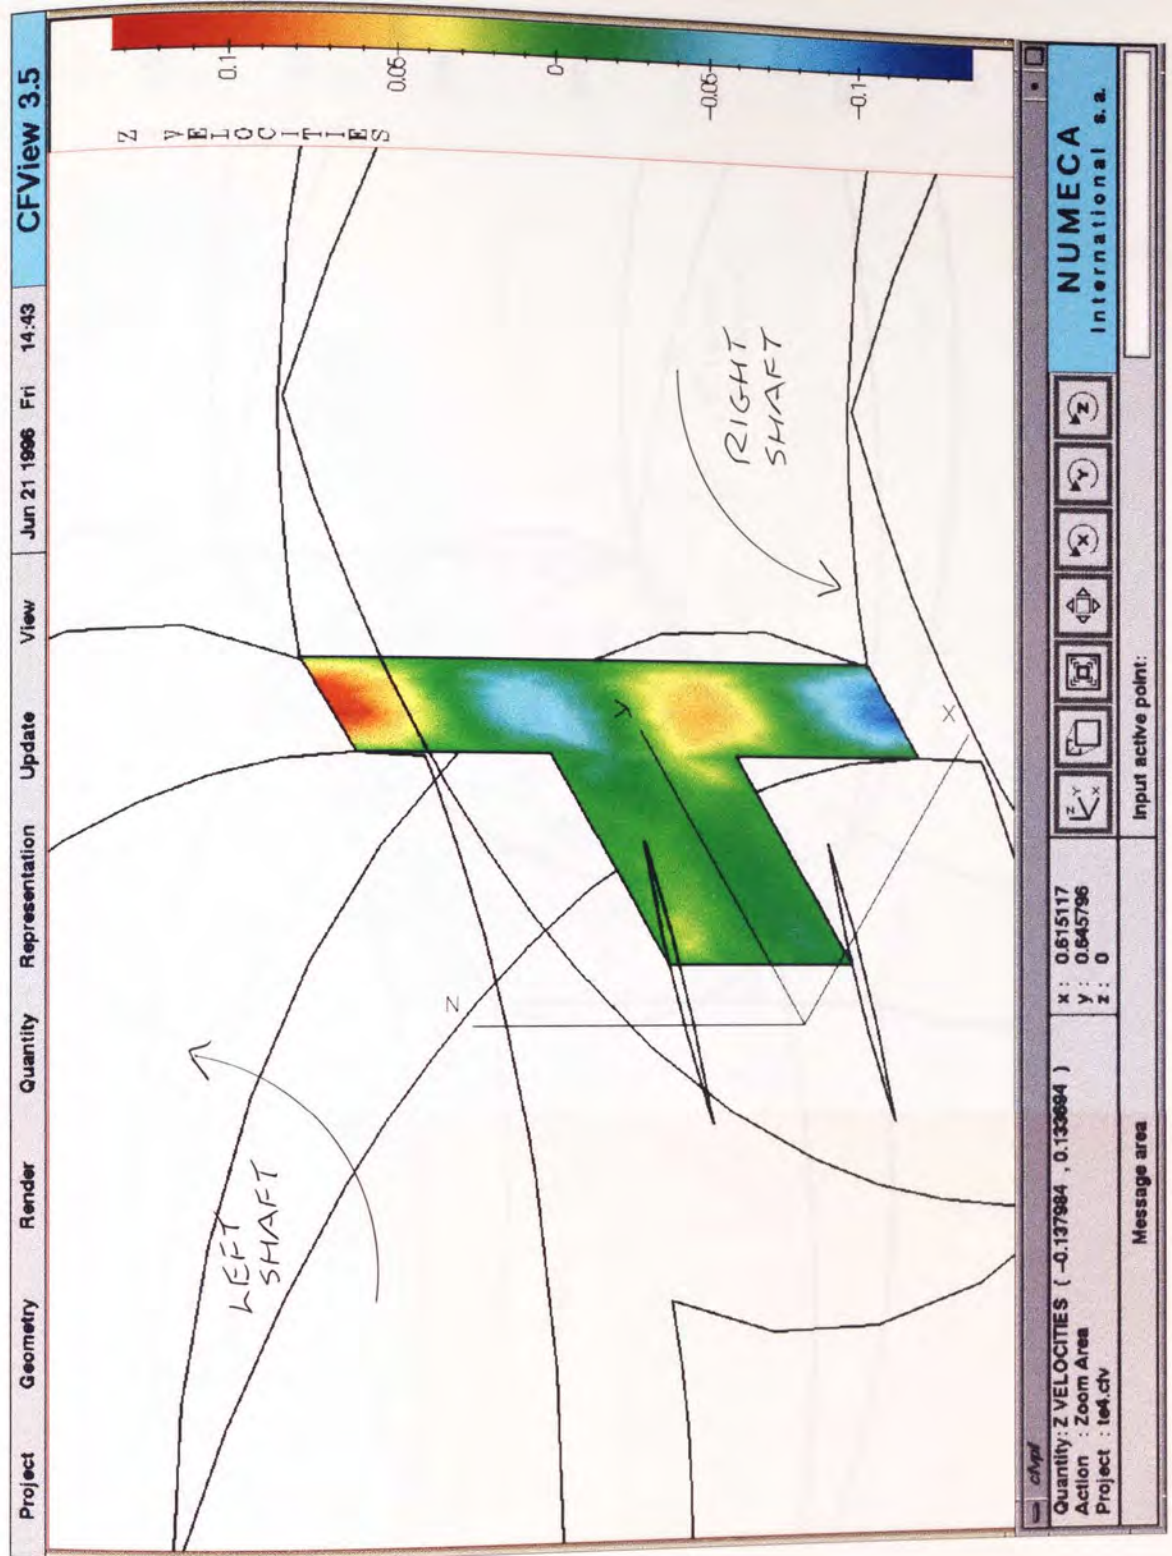 Project Geometry Render Quantity Representation Update View Jun 21 1996 Fri 14:43 CFView 3.5
Z VELOCITIES
0.1
0.05
0
-0.05
-0.1
LEFT
SHAFT
RIGHT
SHAFT
Z
Y
X
cfvpf
Quantity: Z VELOCITIES ( -0.137984 , 0.133694 )
Action : Zoom Area
Project : te4.cfv
x : 0.615117
y : 0.645796
z : 0
Z Y X
X
Y
Z
NUMECA
International s.a.
Message area
Input active point: